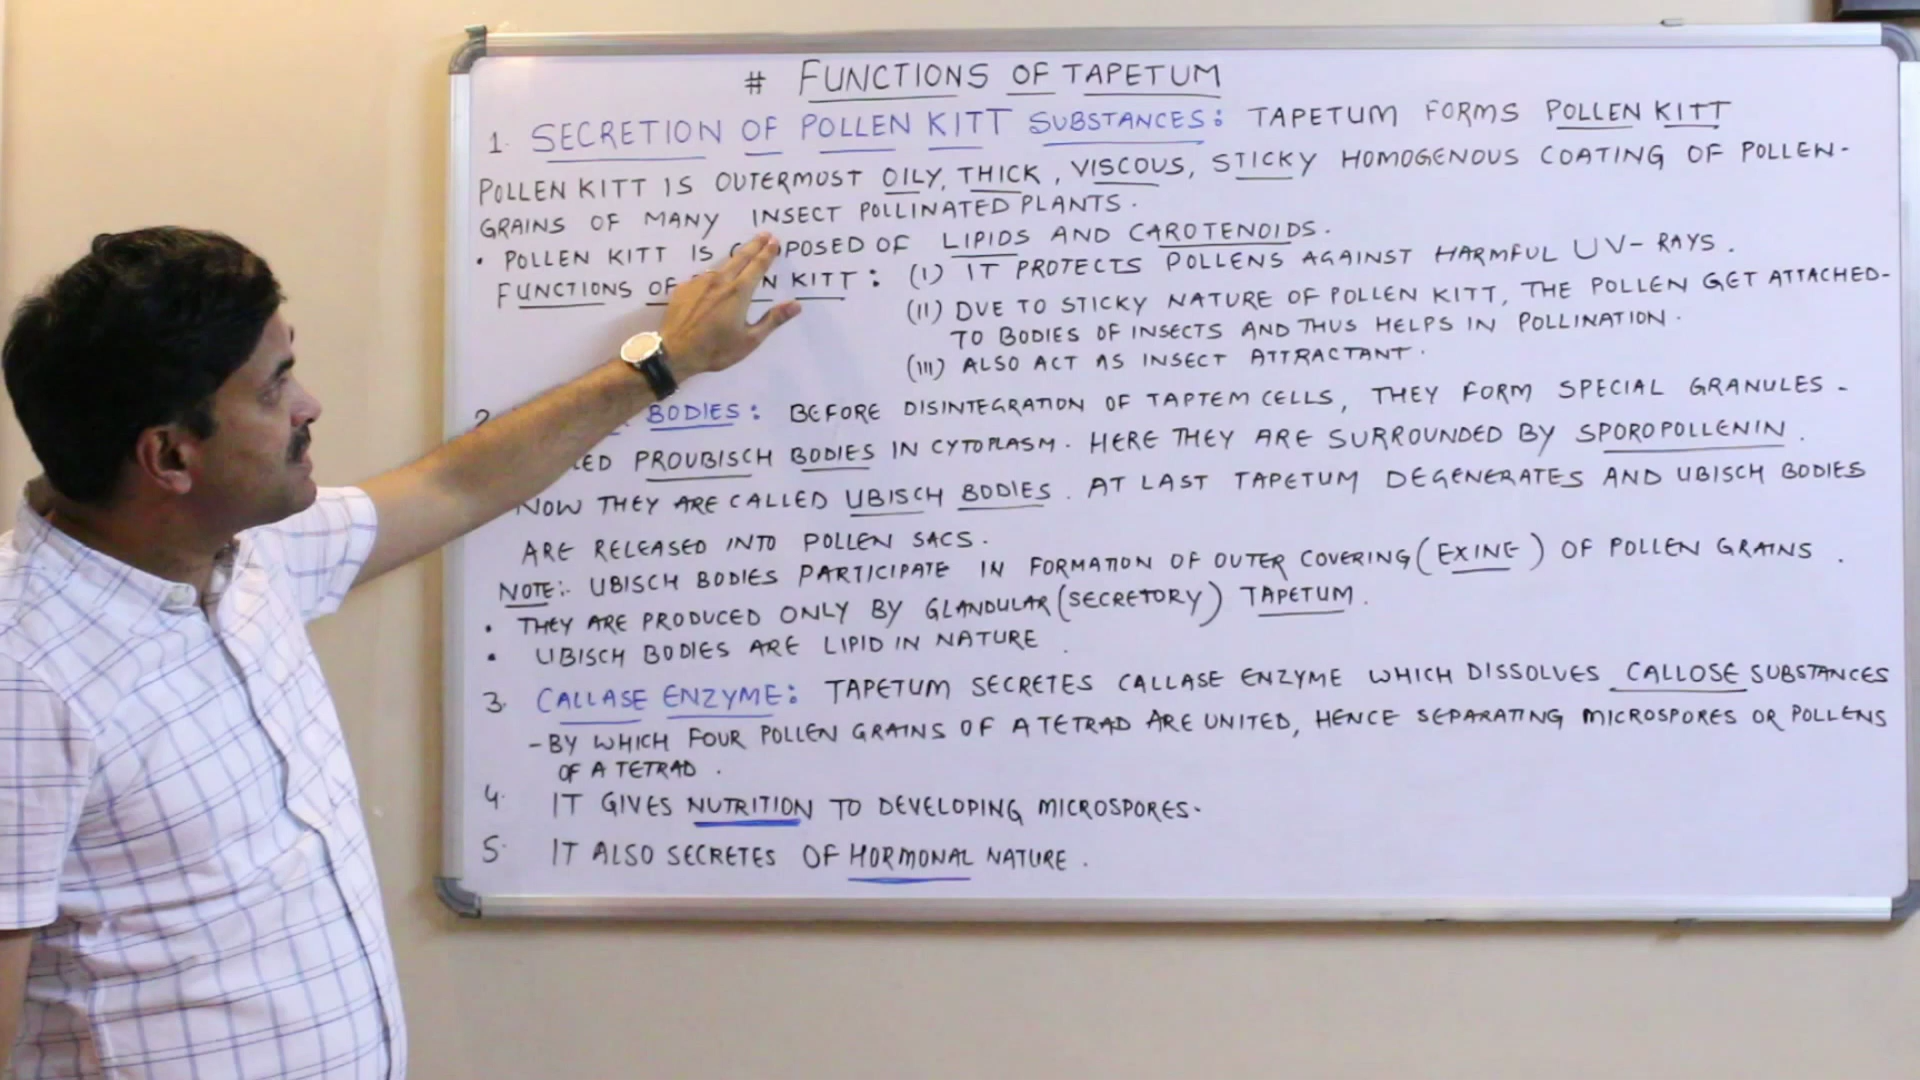 # FUNCTIONS OF TAPETUM
1. SECRETION OF POLLEN KITT SUBSTANCES: TAPETUM FORMS POLLEN KITT
POLLEN KITT IS OUTERMOST OILY, THICK, VISCOUS, STICKY HOMOGENOUS COATING OF POLLEN-
GRAINS OF MANY INSECT POLLINATED PLANTS.
• POLLEN KITT IS POSED OF LIPIDS AND CAROTENOIDS.
FUNCTIONS OF N KITT: (I) IT PROTECTS POLLENS AGAINST HARMFUL UV-RAYS.
(II) DUE TO STICKY NATURE OF POLLEN KITT, THE POLLEN GET ATTACHED-
TO BODIES OF INSECTS AND THUS HELPS IN POLLINATION.
(III) ALSO ACT AS INSECT ATTRACTANT.
2. BODIES: BEFORE DISINTEGRATION OF TAPTEM CELLS, THEY FORM SPECIAL GRANULES-
LED PROUBISCH BODIES IN CYTOPLASM. HERE THEY ARE SURROUNDED BY SPOROPOLLENIN.
NOW THEY ARE CALLED UBISCH BODIES. AT LAST TAPETUM DEGENERATES AND UBISCH BODIES
ARE RELEASED INTO POLLEN SACS.
NOTE:- UBISCH BODIES PARTICIPATE IN FORMATION OF OUTER COVERING (EXINE) OF POLLEN GRAINS.
• THEY ARE PRODUCED ONLY BY GLANDULAR (SECRETORY) TAPETUM.
• UBISCH BODIES ARE LIPID IN NATURE.
3. CALLASE ENZYME: TAPETUM SECRETES CALLASE ENZYME WHICH DISSOLVES CALLOSE SUBSTANCES
- BY WHICH FOUR POLLEN GRAINS OF A TETRAD ARE UNITED, HENCE SEPARATING MICROSPORES OR POLLENS
OF A TETRAD.
4. IT GIVES NUTRITION TO DEVELOPING MICROSPORES.
5. IT ALSO SECRETES OF HORMONAL NATURE.